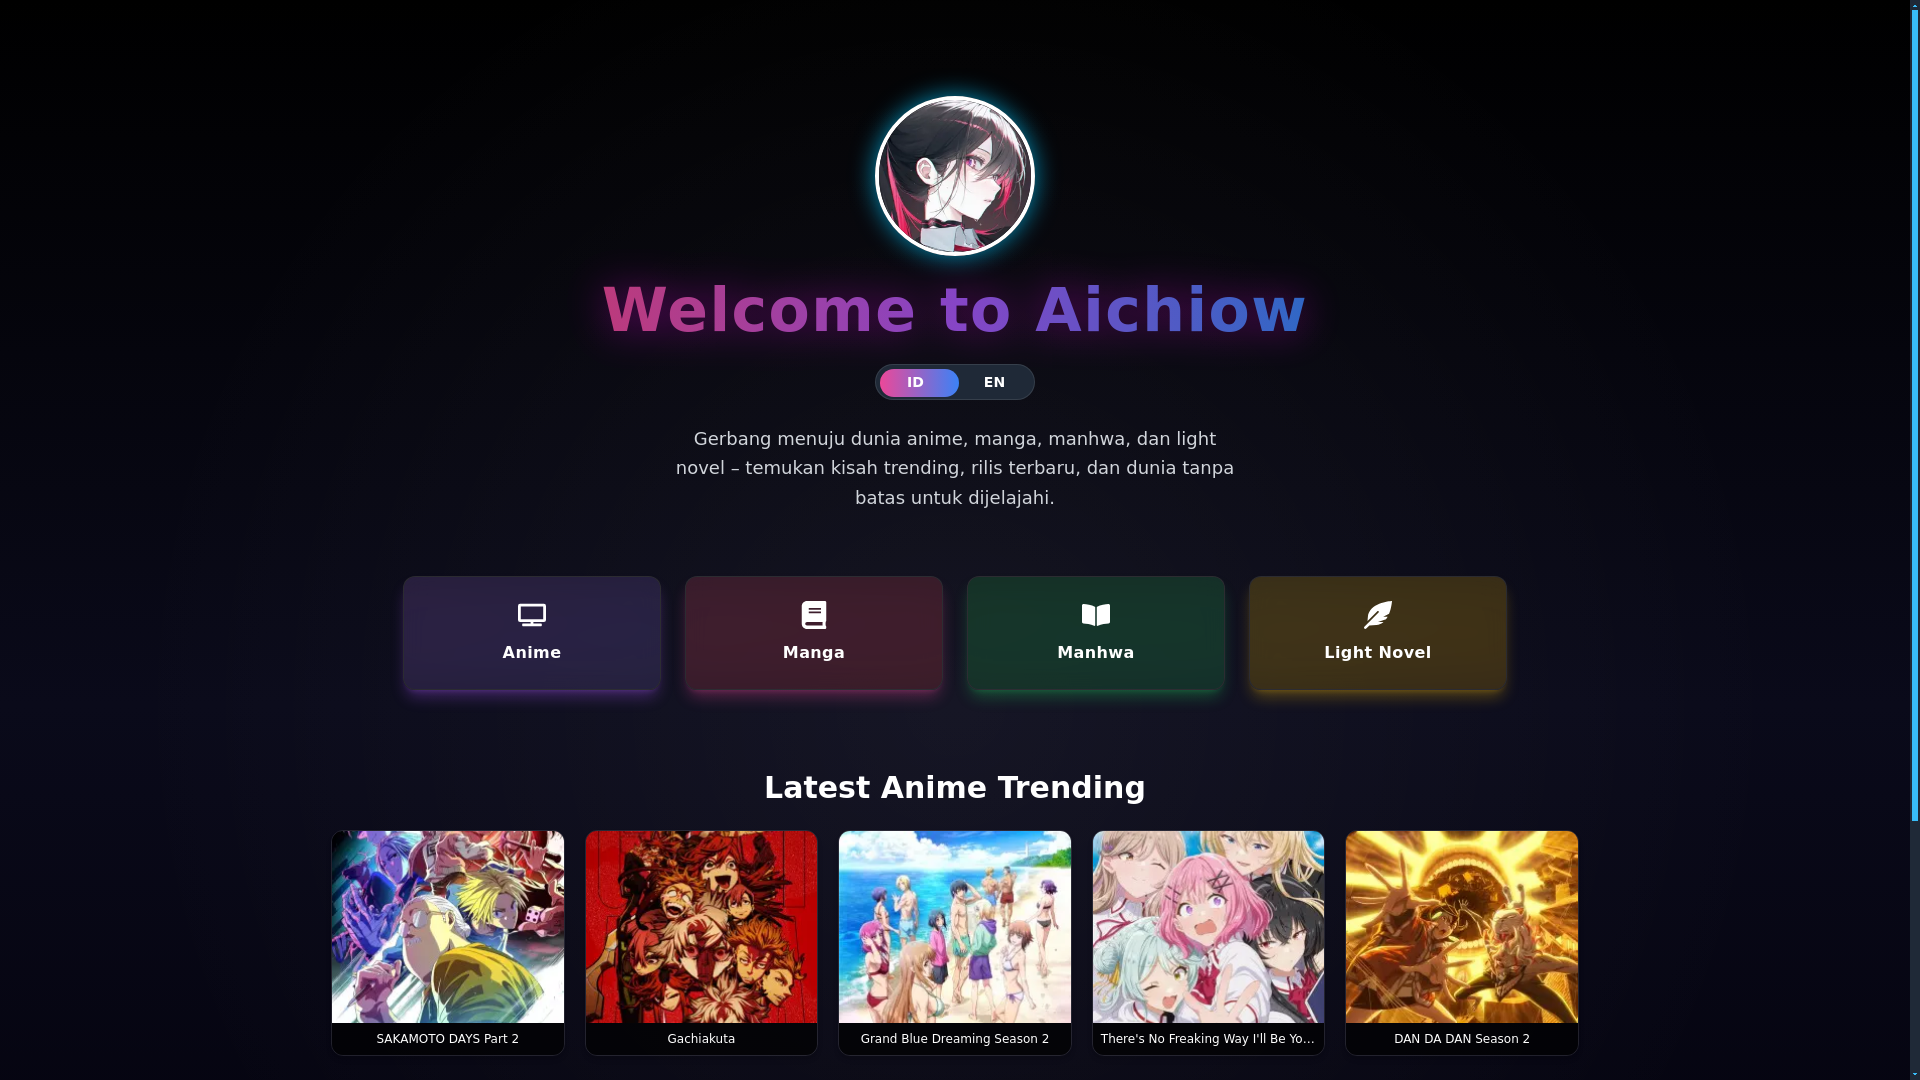 Welcome to Aichiow
ID
EN
Gerbang menuju dunia anime, manga, manhwa, dan light
novel – temukan kisah trending, rilis terbaru, dan dunia tanpa
batas untuk dijelajahi.
Anime
Manga
Manhwa
Light Novel
Latest Anime Trending
SAKAMOTO DAYS Part 2
Gachiakuta
Grand Blue Dreaming Season 2
There's No Freaking Way I'll Be Yo...
DAN DA DAN Season 2